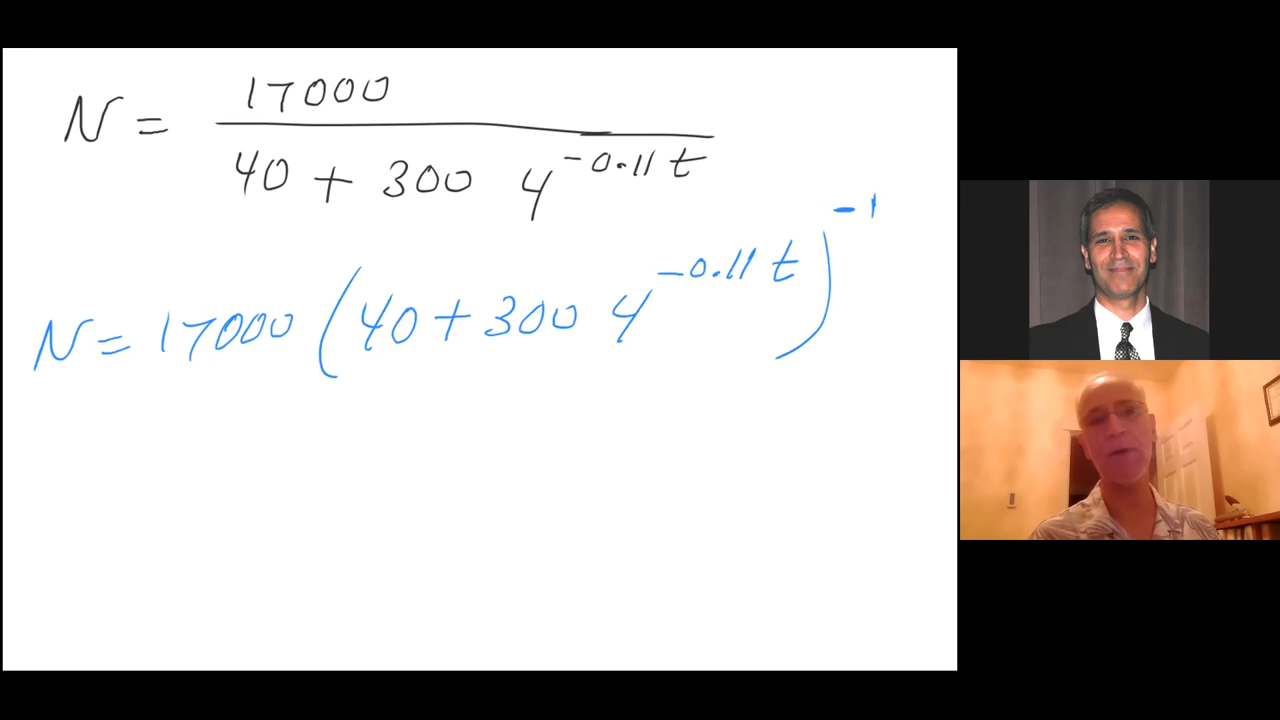 N = 17000 / (40 + 300 4^(-0.11 t))
N = 17000 (40 + 300 4^(-0.11 t))^(-1)